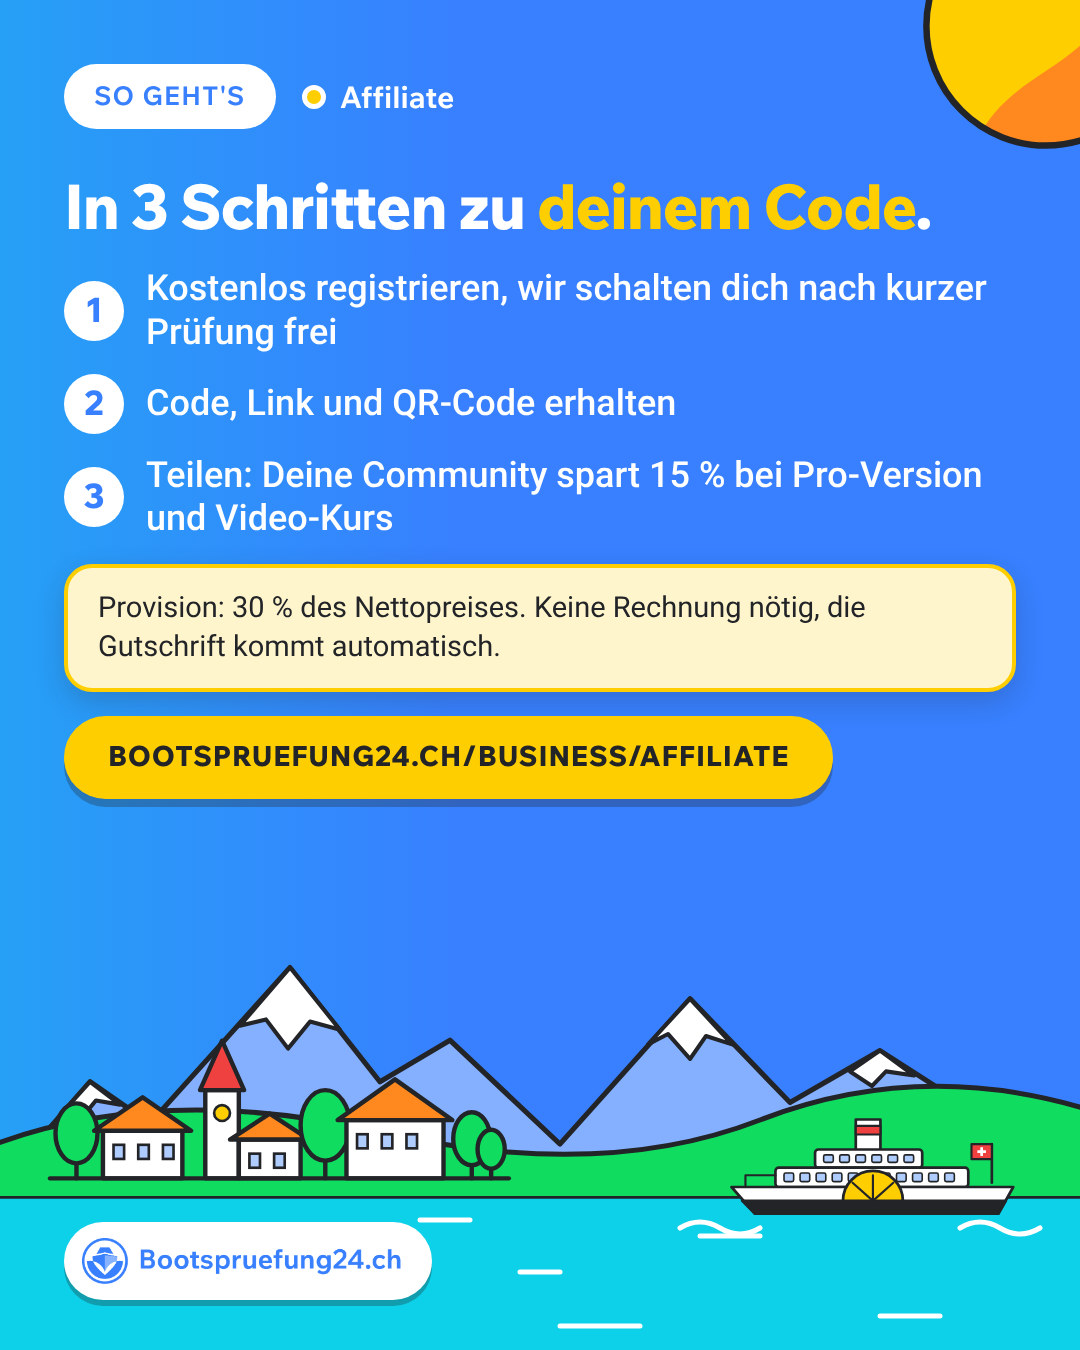 SO GEHT'S
Affiliate
In 3 Schritten zu deinem Code.
1
Kostenlos registrieren, wir schalten dich nach kurzer
Prüfung frei
2
Code, Link und QR-Code erhalten
3
Teilen: Deine Community spart 15 % bei Pro-Version
und Video-Kurs
Provision: 30 % des Nettopreises. Keine Rechnung nötig, die
Gutschrift kommt automatisch.
BOOTSPRUEFUNG24.CH/BUSINESS/AFFILIATE
Bootspruefung24.ch